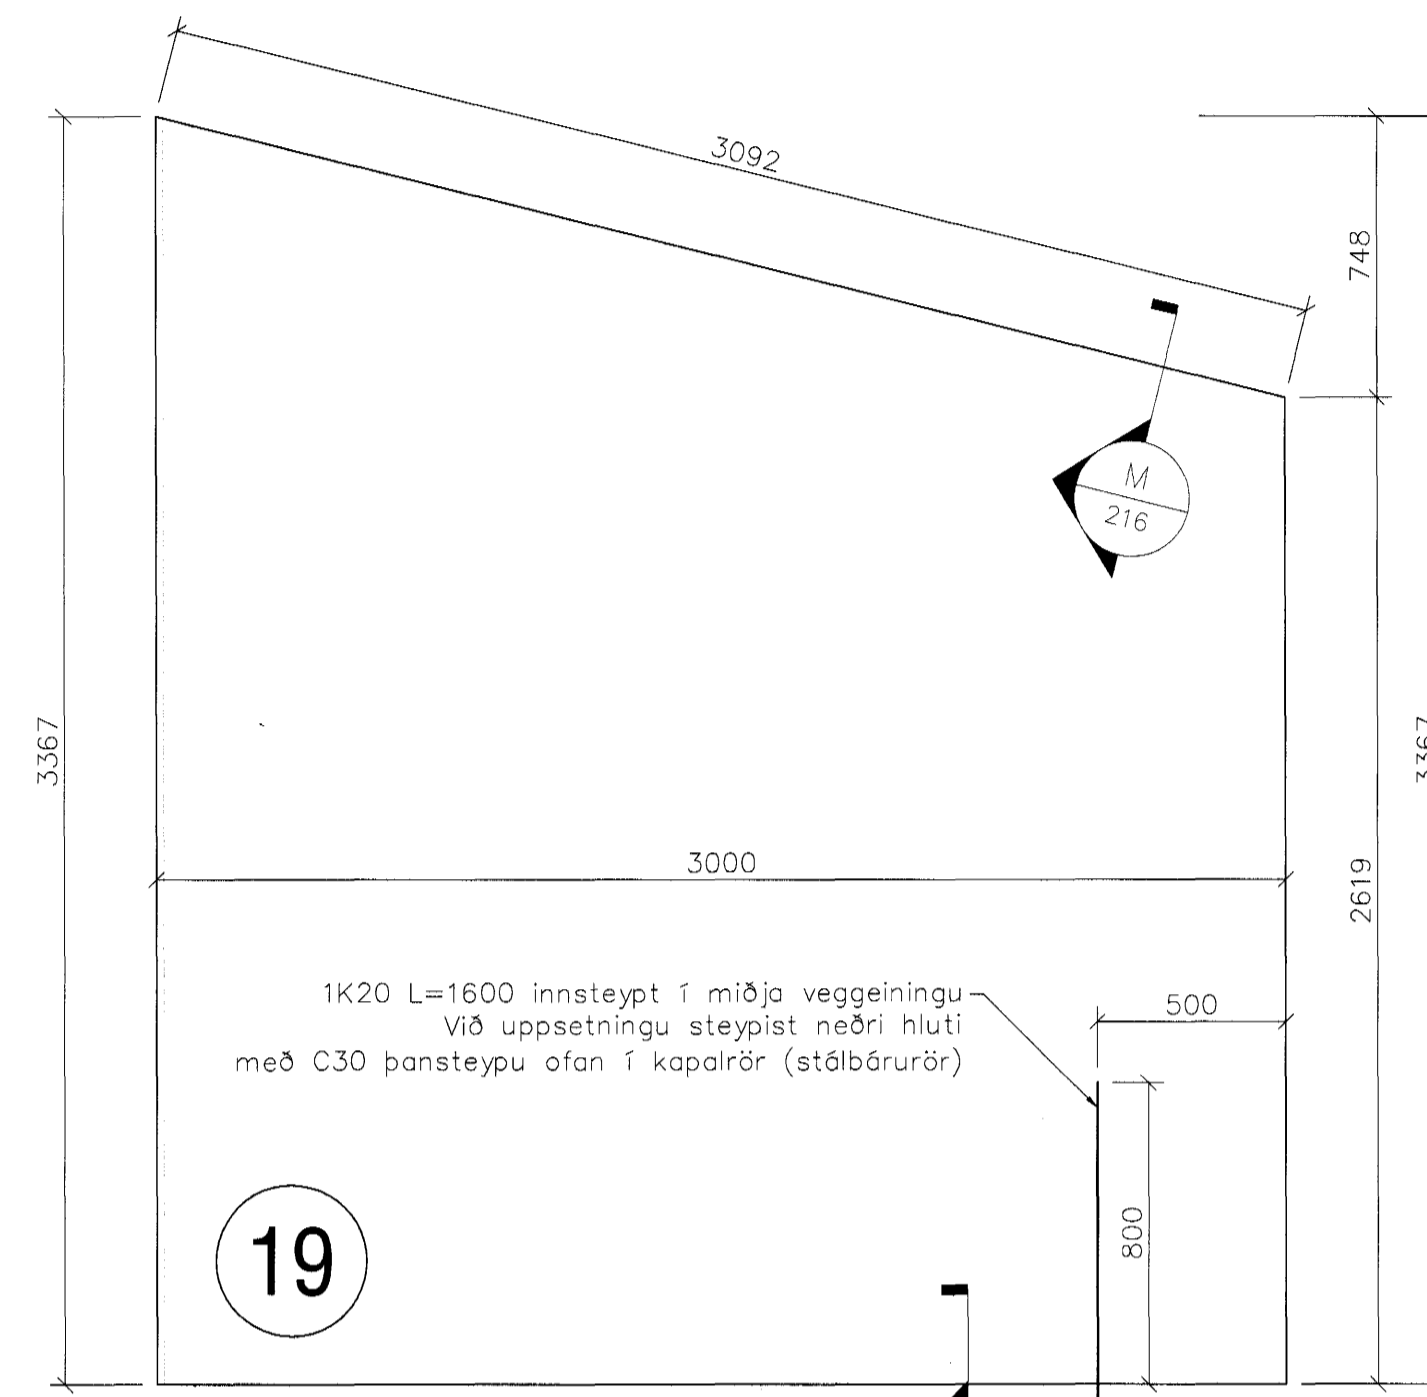 3092
748
M
216
3367
3367
3000
2619
1K20 L=1600 innsteypt í miðja veggeiningu
Við uppsetningu steypist neðri hluti
með C30 þansteypu ofan í kapalrör (stálbárurör)
500
800
19